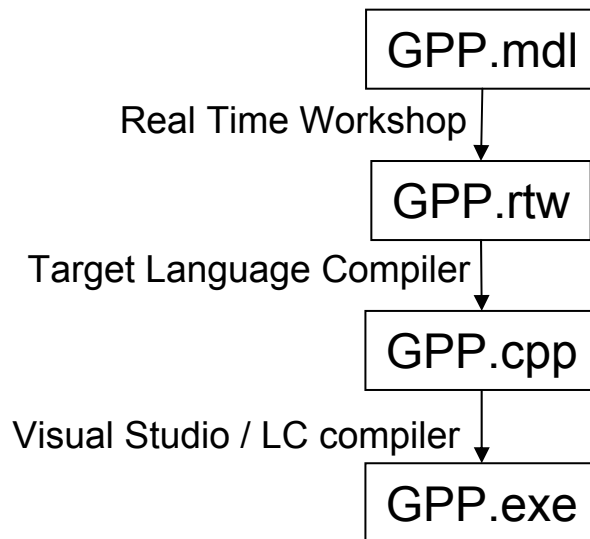 GPP.mdl
Real Time Workshop
GPP.rtw
Target Language Compiler
GPP.cpp
Visual Studio / LC compiler
GPP.exe